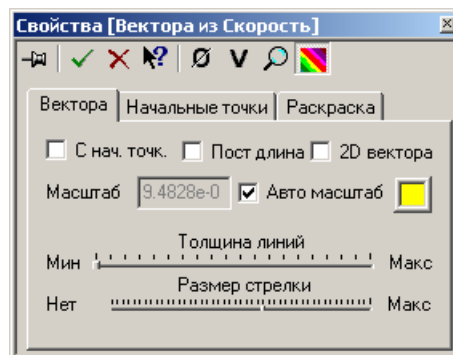 Свойства [Вектора из Скорость]
V
Вектора Начальные точки Раскраска
С нач. точк. Пост длина 2D вектора
Масштаб 9.4828e-0 Авто масштаб
Толщина линий
Мин Макс
Размер стрелки
Нет Макс